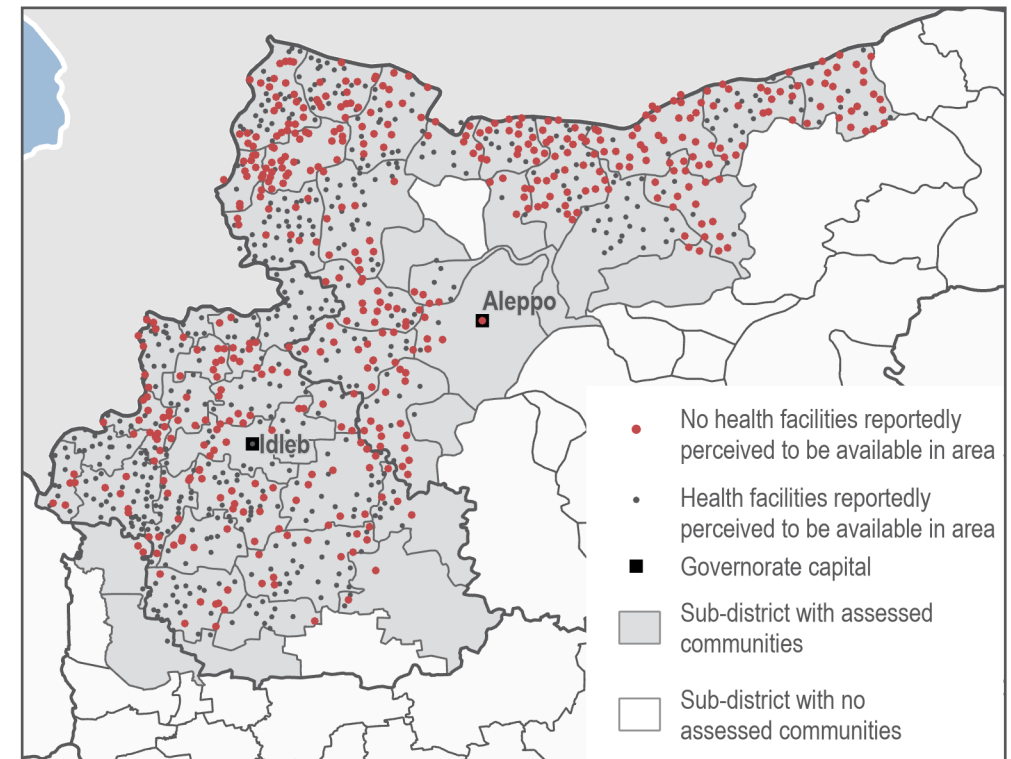 Aleppo
Idleb
No health facilities reportedly
perceived to be available in area
Health facilities reportedly
perceived to be available in area
Governorate capital
Sub-district with assessed
communities
Sub-district with no
assessed communities